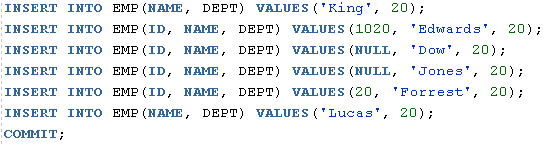 INSERT INTO EMP(NAME, DEPT) VALUES('King', 20);
INSERT INTO EMP(ID, NAME, DEPT) VALUES(1020, 'Edwards', 20);
INSERT INTO EMP(ID, NAME, DEPT) VALUES(NULL, 'Dow', 20);
INSERT INTO EMP(ID, NAME, DEPT) VALUES(NULL, 'Jones', 20);
INSERT INTO EMP(ID, NAME, DEPT) VALUES(20, 'Forrest', 20);
INSERT INTO EMP(NAME, DEPT) VALUES('Lucas', 20);
COMMIT;